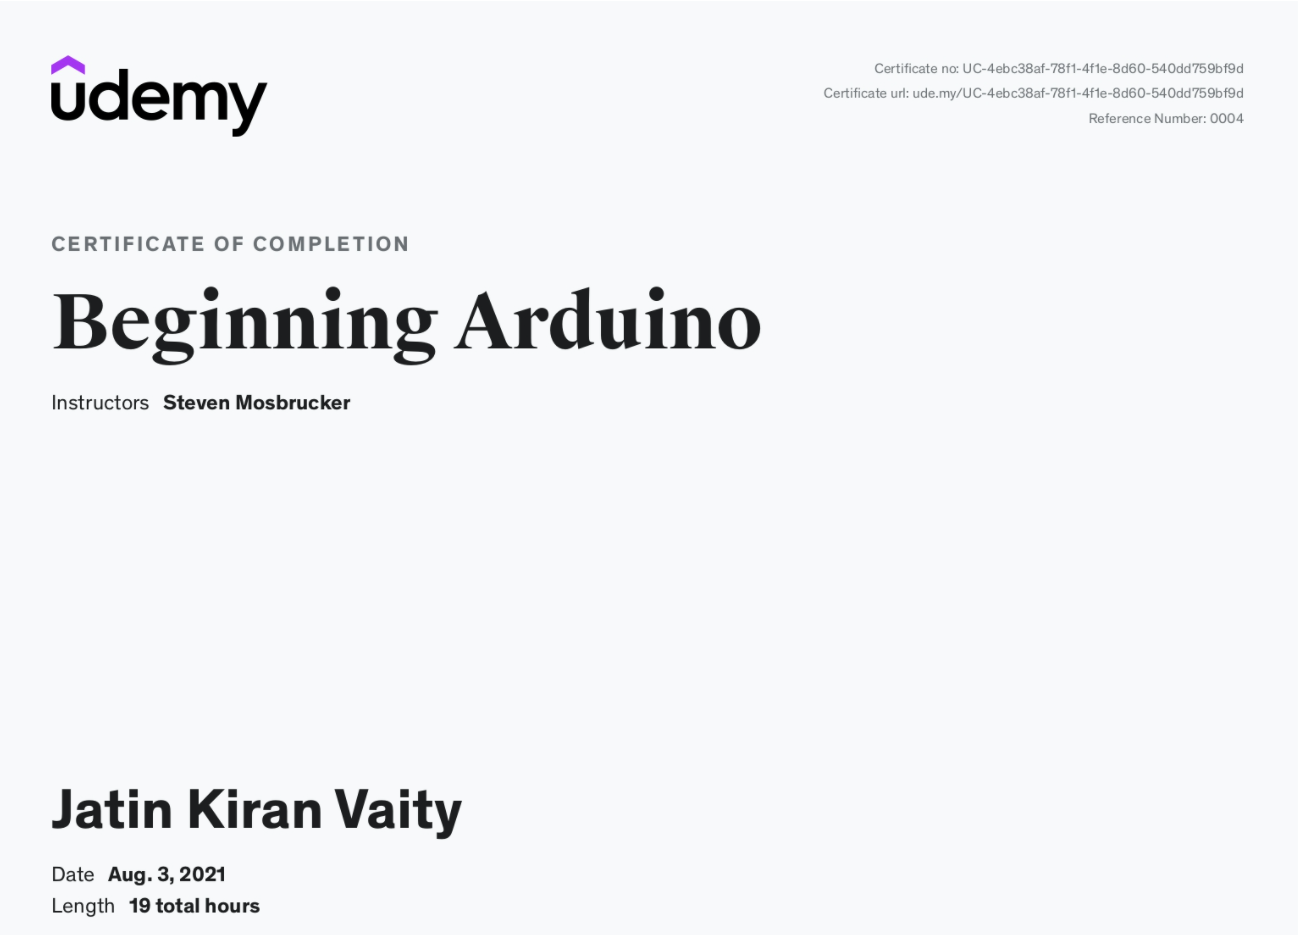 udemy
Certificate no: UC-4ebc38af-78f1-4f1e-8d60-540dd759bf9d
Certificate url: ude.my/UC-4ebc38af-78f1-4f1e-8d60-540dd759bf9d
Reference Number: 0004
CERTIFICATE OF COMPLETION
Beginning Arduino
Instructors Steven Mosbrucker
Jatin Kiran Vaity
Date Aug. 3, 2021
Length 19 total hours